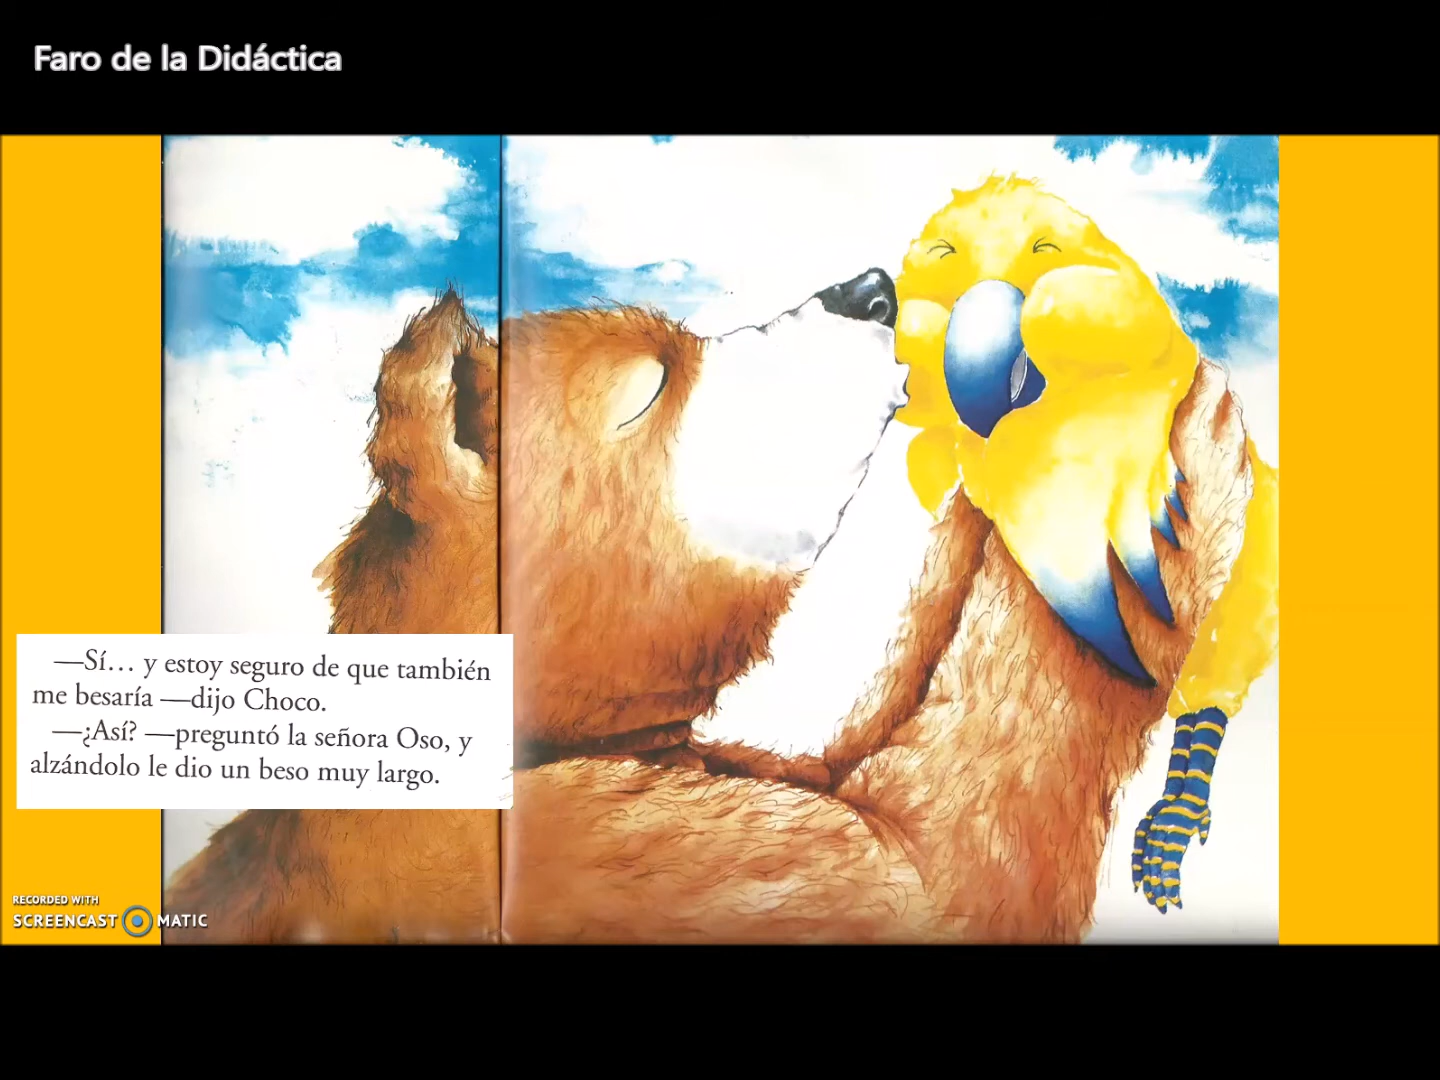 Faro de la Didáctica
—Sí… y estoy seguro de que también
me besaría —dijo Choco.
—¿Así? —preguntó la señora Oso, y
alzándolo le dio un beso muy largo.
RECORDED WITH
SCREENCAST MATIC